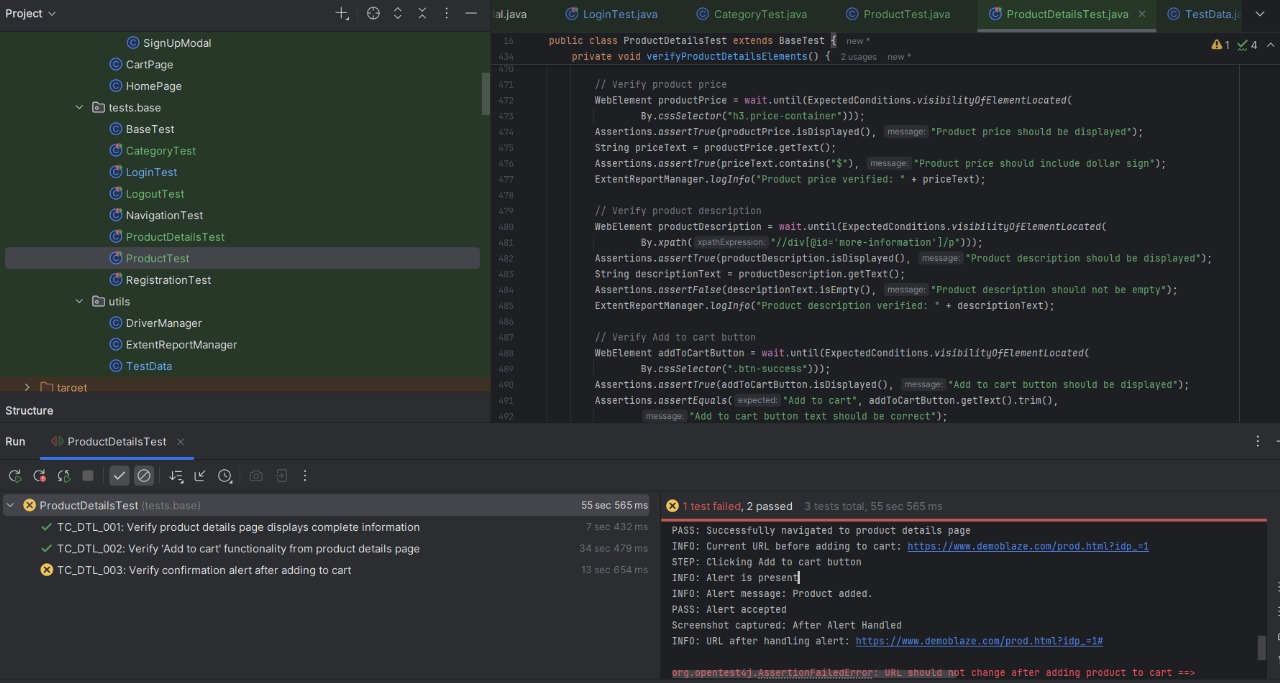 Project
SignUpModal
CartPage
HomePage
tests.base
BaseTest
CategoryTest
LoginTest
LogoutTest
NavigationTest
ProductDetailsTest
ProductTest
RegistrationTest
utils
DriverManager
ExtentReportManager
TestData
target
Structure
al.java LoginTest.java CategoryTest.java ProductTest.java ProductDetailsTest.java TestData.j
16 public class ProductDetailsTest extends BaseTest { new *
434 private void verifyProductDetailsElements() { 2 usages new *
1 4
470
471 // Verify product price
472 WebElement productPrice = wait.until(ExpectedConditions.visibilityOfElementLocated(
473 By.cssSelector("h3.price-container")));
474 Assertions.assertTrue(productPrice.isDisplayed(), message: "Product price should be displayed");
475 String priceText = productPrice.getText();
476 Assertions.assertTrue(priceText.contains("$"), message: "Product price should include dollar sign");
477 ExtentReportManager.logInfo("Product price verified: " + priceText);
478
479 // Verify product description
480 WebElement productDescription = wait.until(ExpectedConditions.visibilityOfElementLocated(
481 By.xpath( xpathExpression: "//div[@id='more-information']/p")));
482 Assertions.assertTrue(productDescription.isDisplayed(), message: "Product description should be displayed");
483 String descriptionText = productDescription.getText();
484 Assertions.assertFalse(descriptionText.isEmpty(), message: "Product description should not be empty");
485 ExtentReportManager.logInfo("Product description verified: " + descriptionText);
486
487 // Verify Add to cart button
488 WebElement addToCartButton = wait.until(ExpectedConditions.visibilityOfElementLocated(
489 By.cssSelector(".btn-success")));
490 Assertions.assertTrue(addToCartButton.isDisplayed(), message: "Add to cart button should be displayed");
491 Assertions.assertEquals( expected: "Add to cart", addToCartButton.getText().trim(),
492 message: "Add to cart button text should be correct");
Run ProductDetailsTest
ProductDetailsTest (tests.base) 55 sec 565 ms
TC_DTL_001: Verify product details page displays complete information 7 sec 432 ms
TC_DTL_002: Verify 'Add to cart' functionality from product details page 34 sec 479 ms
TC_DTL_003: Verify confirmation alert after adding to cart 13 sec 654 ms
1 test failed, 2 passed 3 tests total, 55 sec 565 ms
PASS: Successfully navigated to product details page
INFO: Current URL before adding to cart: https://www.demoblaze.com/prod.html?idp_=1
STEP: Clicking Add to cart button
INFO: Alert is present
INFO: Alert message: Product added.
PASS: Alert accepted
Screenshot captured: After Alert Handled
INFO: URL after handling alert: https://www.demoblaze.com/prod.html?idp_=1#
org.opentest4j.AssertionFailedError: URL should not change after adding product to cart ==>